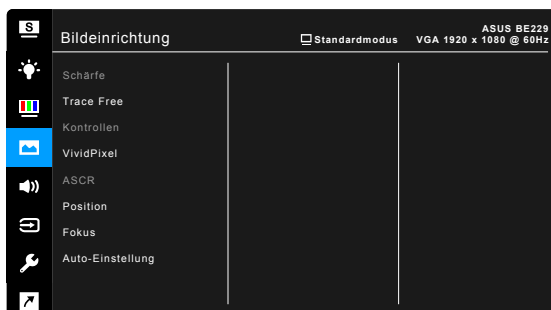 S
Bildeinrichtung
Standardmodus
ASUS BE229
VGA 1920 x 1080 @ 60Hz
Schärfe
Trace Free
Kontrollen
VividPixel
ASCR
Position
Fokus
Auto-Einstellung